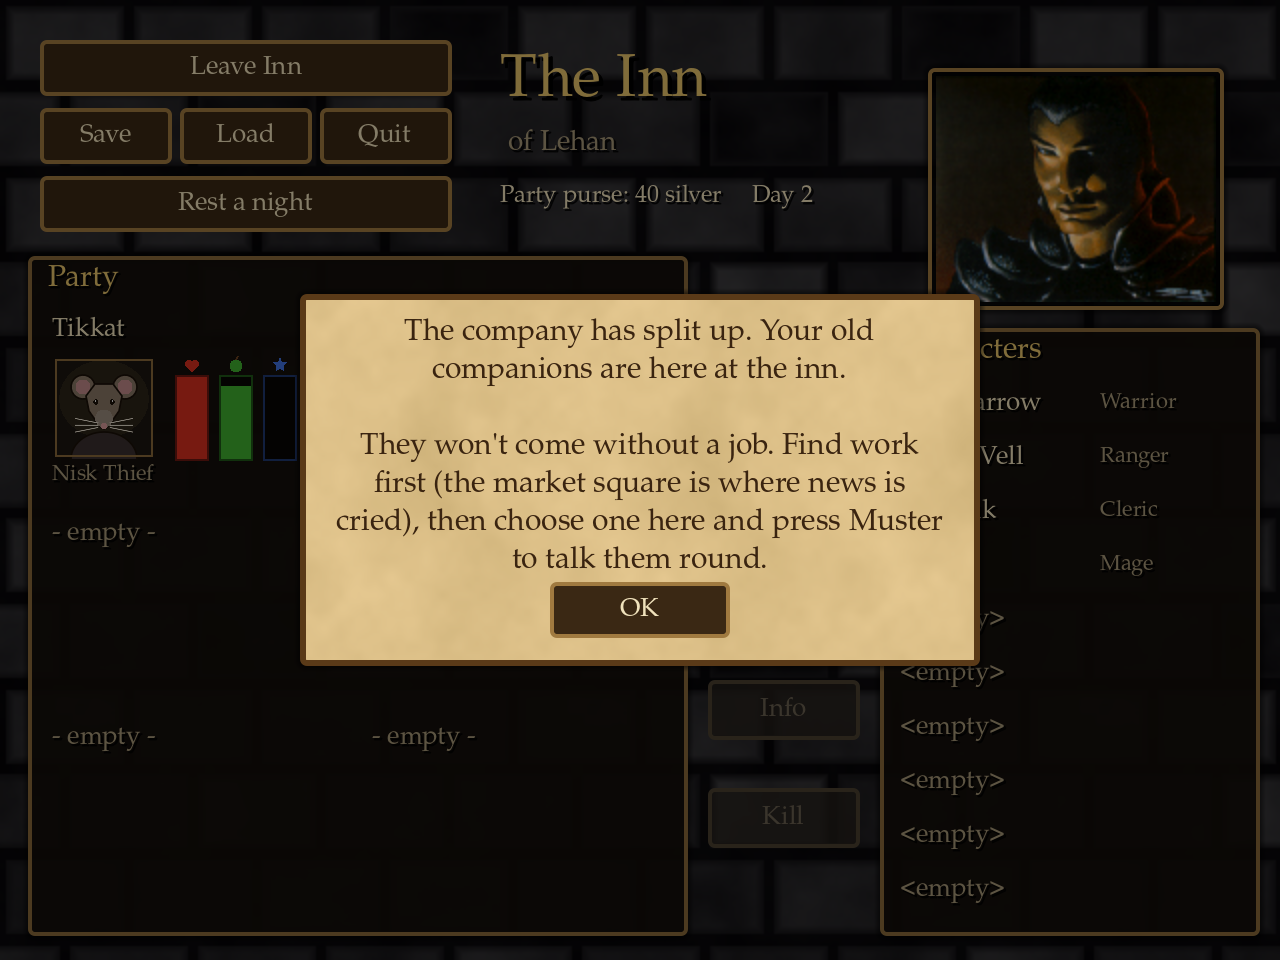 Leave Inn
Save
Load
Quit
Rest a night
The Inn
of Lehan
Party purse: 40 silver
Day 2
Party
Tikkat
Nisk Thief
- empty -
- empty -
- empty -
The company has split up. Your old
companions are here at the inn.
They won't come without a job. Find work
first (the market square is where news is
cried), then choose one here and press Muster
to talk them round.
OK
Info
Kill
Warrior
Vell
Ranger
Cleric
Mage
<empty>
<empty>
<empty>
<empty>
<empty>